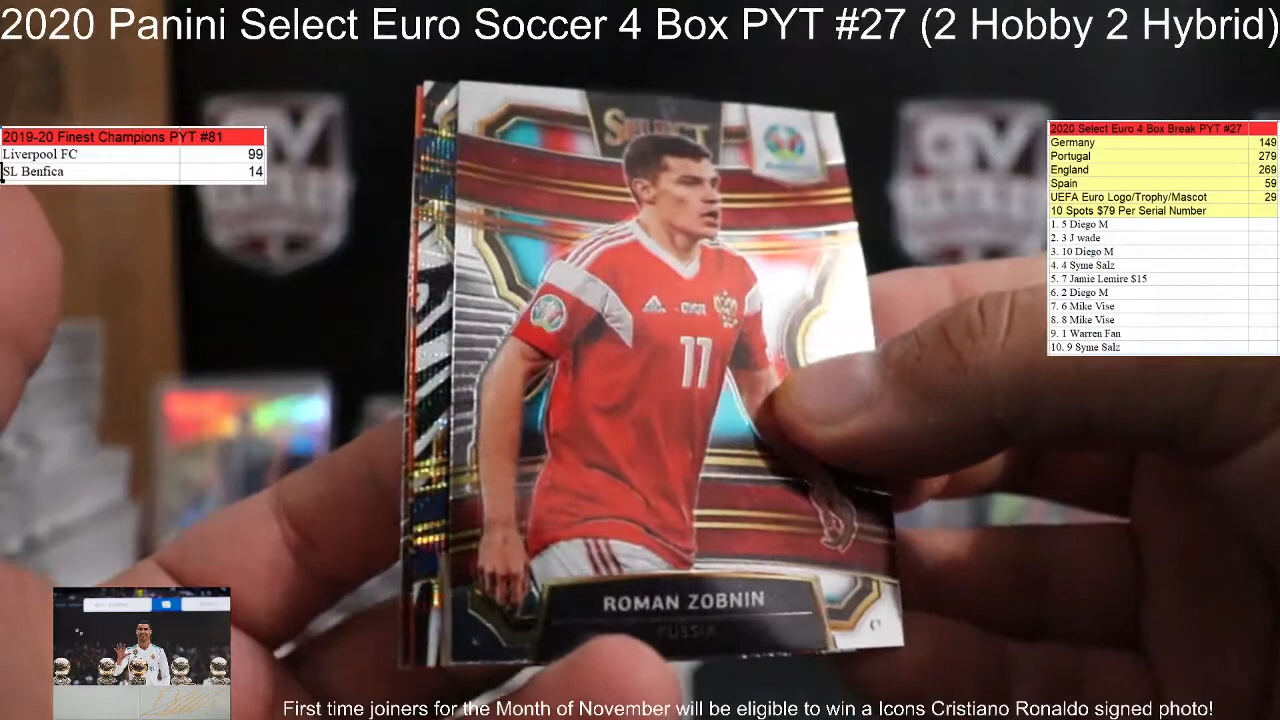 2020 Panini Select Euro Soccer 4 Box PYT #27 (2 Hobby 2 Hybrid)
2019-20 Finest Champions PYT #81
Liverpool FC 99
SL Benfica 14
2020 Select Euro 4 Box Break PYT #27
Germany 149
Portugal 279
England 269
Spain 59
UEFA Euro Logo/Trophy/Mascot 29
10 Spots $79 Per Serial Number
1. 5 Diego M
2. 3 J wade
3. 10 Diego M
4. 4 Syme Salz
5. 7 Jamie Lemire $15
6. 2 Diego M
7. 6 Mike Vise
8. 8 Mike Vise
9. 1 Warren Fan
10. 9 Syme Salz
SELECT
17
ROMAN ZOBNIN
RUSSIA
First time joiners for the Month of November will be eligible to win a Icons Cristiano Ronaldo signed photo!